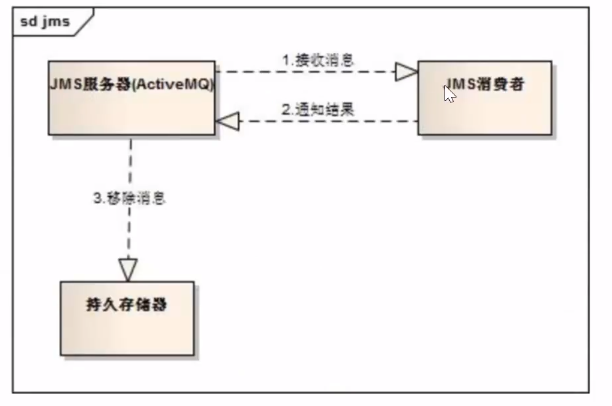 sd jms
1.接收消息
JMS服务器(ActiveMQ)
JMS消费者
2.通知结果
3.移除消息
持久存储器